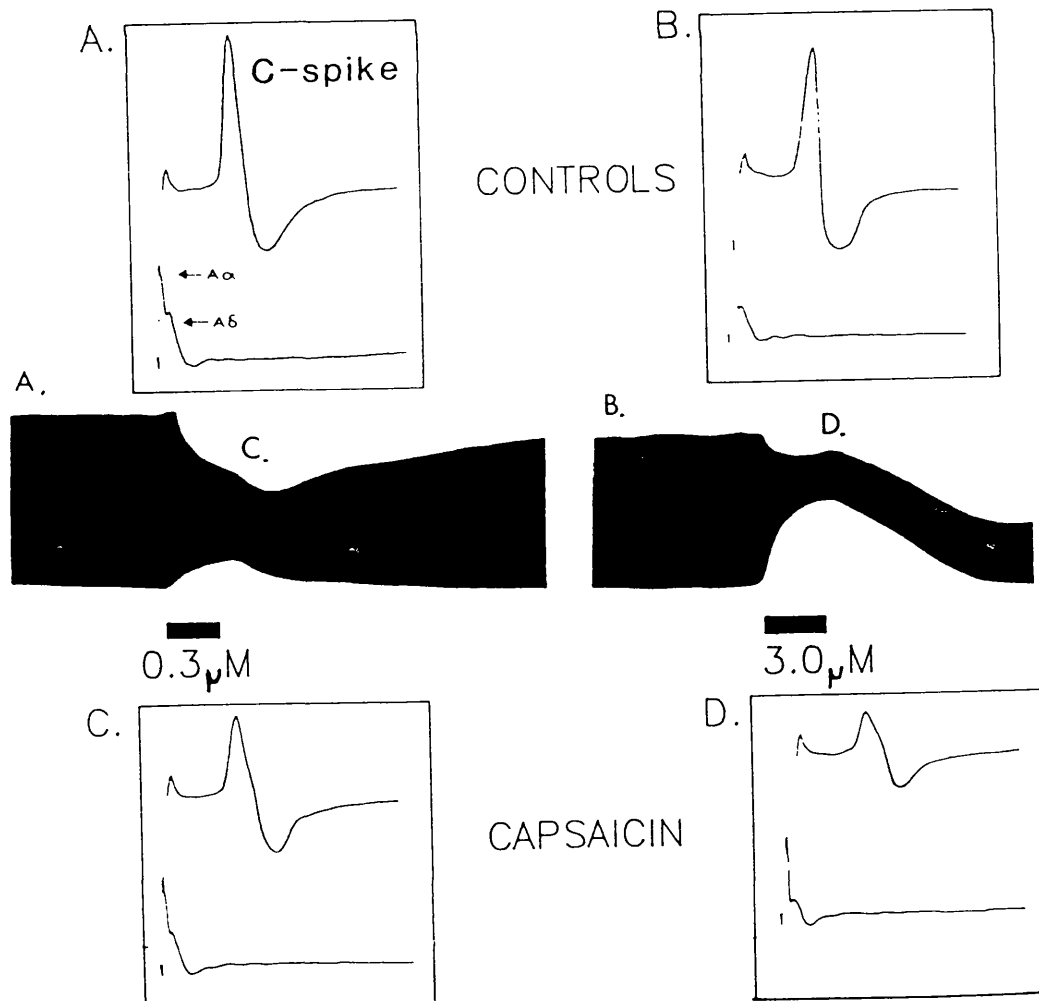 A.
C-spike
B.
CONTROLS
Aα
Aδ
A.
C.
B.
D.
0.3μM
3.0μM
C.
D.
CAPSAICIN